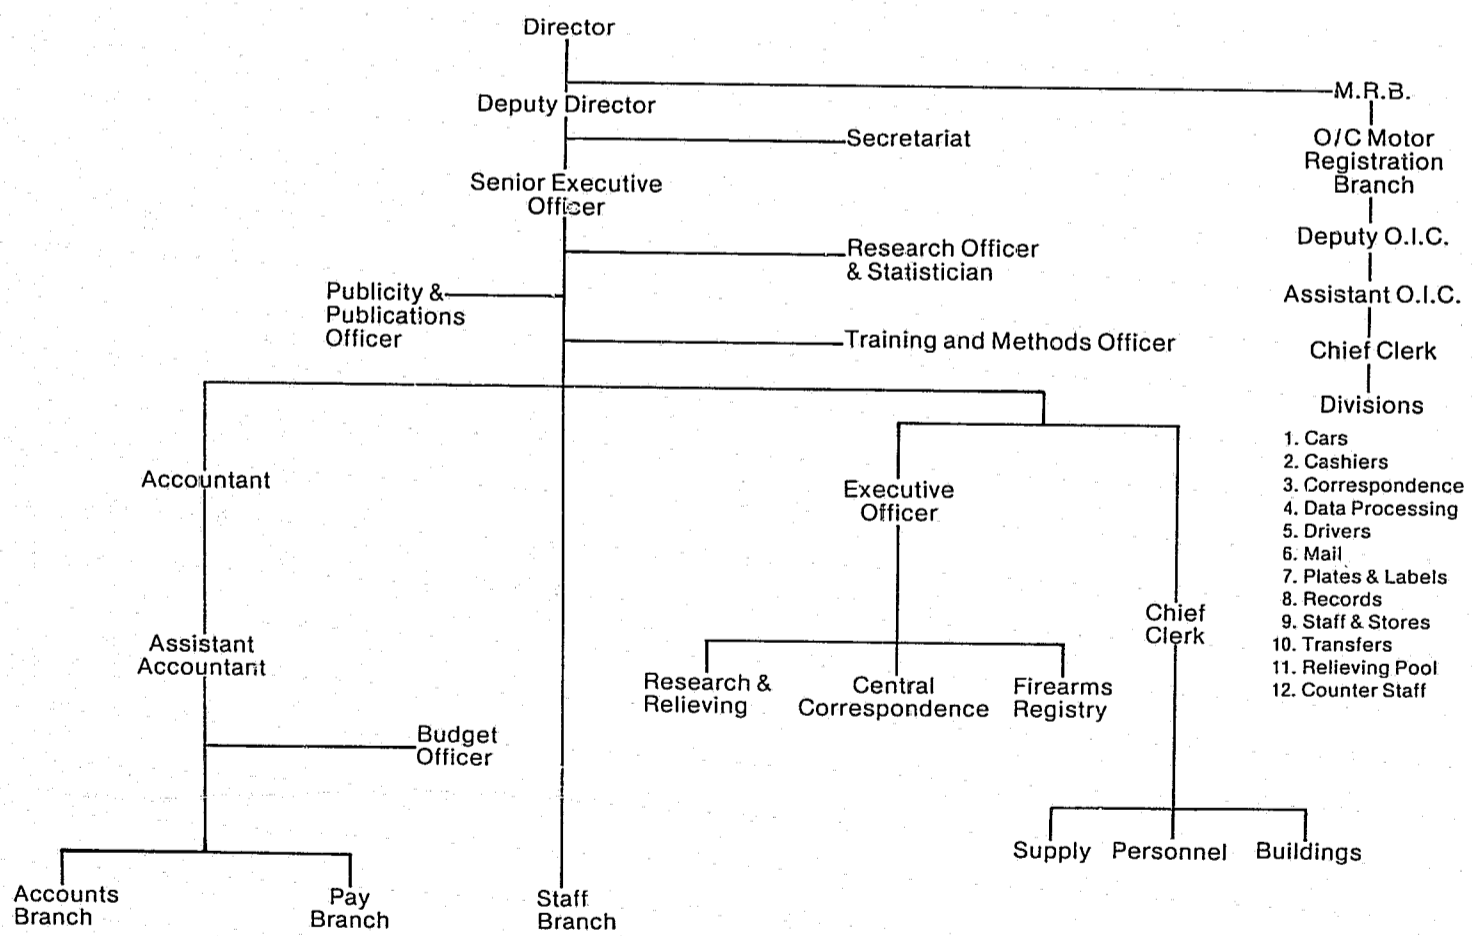 Director
M.R.B.
Deputy Director
Secretariat
O/C Motor
Registration
Branch
Senior Executive
Officer
Deputy O.I.C.
Research Officer
& Statistician
Publicity &
Publications
Officer
Assistant O.I.C.
Training and Methods Officer
Chief Clerk
Divisions
1. Cars
2. Cashiers
3. Correspondence
4. Data Processing
5. Drivers
6. Mail
7. Plates & Labels
8. Records
9. Staff & Stores
10. Transfers
11. Relieving Pool
12. Counter Staff
Accountant
Executive
Officer
Chief
Clerk
Assistant
Accountant
Research &
Relieving
Central
Correspondence
Firearms
Registry
Budget
Officer
Supply
Personnel
Buildings
Accounts
Branch
Pay
Branch
Staff
Branch